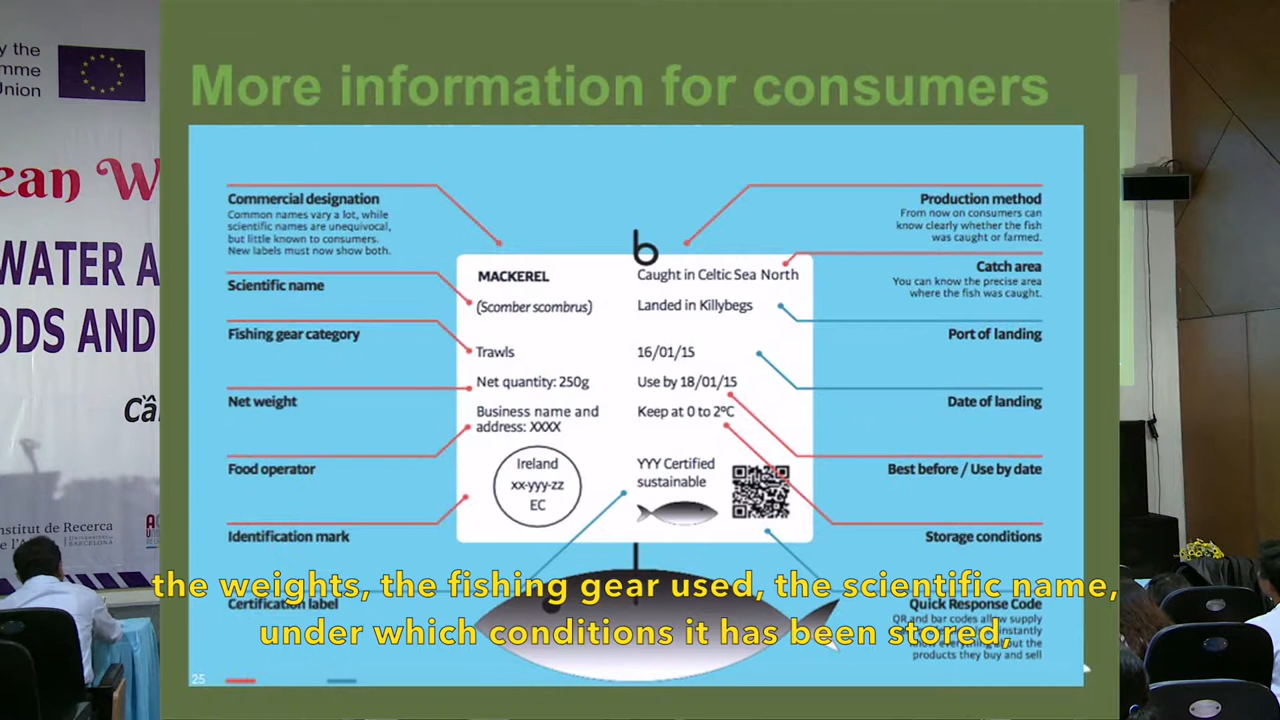 y the
mme
Union
ean W
WATER A
ODS AND
Cầ
nstitut de Recerca
de l'A
UNIVERSITAT DE
BARCELONA
More information for consumers
Commercial designation
Common names vary a lot, while
scientific names are unequivocal,
but little known to consumers.
New labels must now show both.
Scientific name
Fishing gear category
Net weight
Food operator
Identification mark
Certification label
MACKEREL
(Scomber scombrus)
Trawls
Net quantity: 250g
Business name and
address: XXXX
Ireland
xx-yyy-zz
EC
Caught in Celtic Sea North
Landed in Killybegs
16/01/15
Use by 18/01/15
Keep at 0 to 2ºC
YYY Certified
sustainable
Production method
From now on consumers can
know clearly whether the fish
was caught or farmed.
Catch area
You can know the precise area
where the fish was caught.
Port of landing
Date of landing
Best before / Use by date
Storage conditions
Quick Response Code
QR and bar codes allow supply
instantly
know everything about the
products they buy and sell
25
the weights, the fishing gear used, the scientific name,
under which conditions it has been stored,